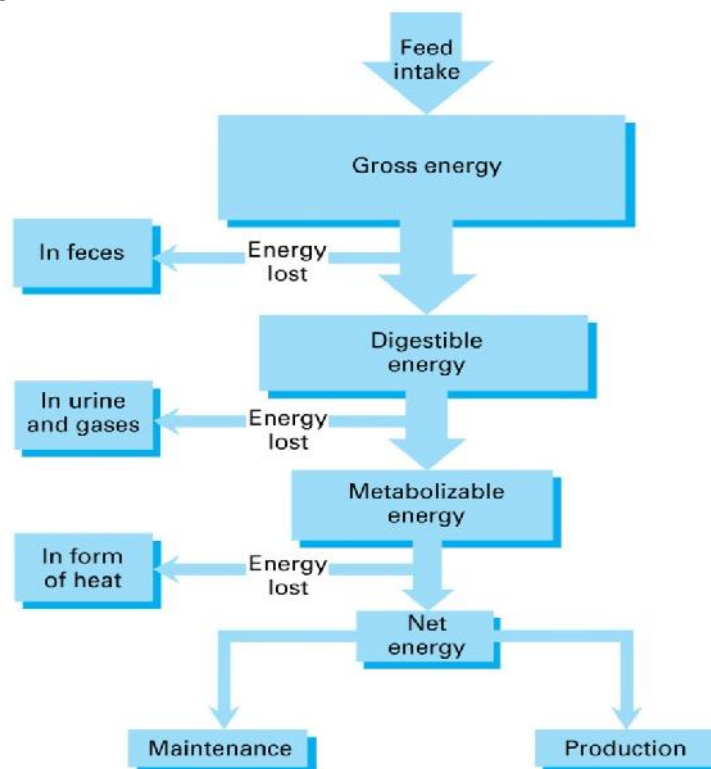 Feed
intake
Gross energy
In feces
Energy
lost
Digestible
energy
In urine
and gases
Energy
lost
Metabolizable
energy
In form
of heat
Energy
lost
Net
energy
Maintenance
Production